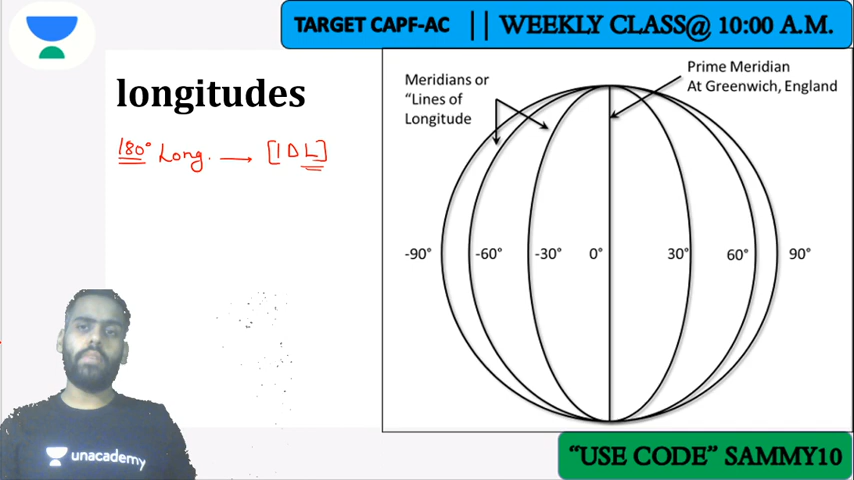 TARGET CAPF-AC || WEEKLY CLASS@ 10:00 A.M.
longitudes
180° Long. → [IDL]
Meridians or
“Lines of
Longitude
Prime Meridian
At Greenwich, England
-90° -60° -30° 0° 30° 60° 90°
unacademy
“USE CODE” SAMMY10